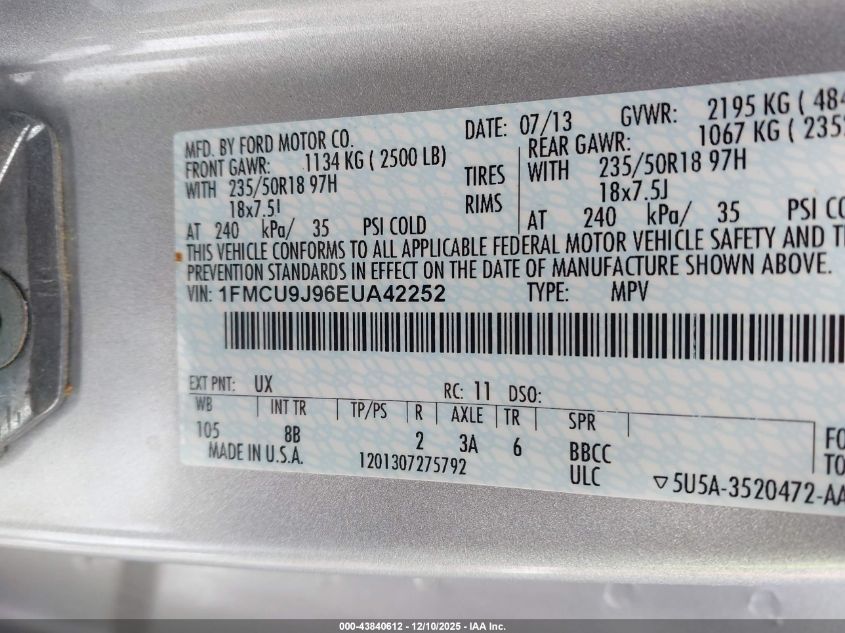 MFD. BY FORD MOTOR CO. DATE: 07/13 GVWR: 2195 KG ( 484
FRONT GAWR: 1134 KG ( 2500 LB) REAR GAWR: 1067 KG ( 235
WITH 235/50R18 97H TIRES WITH 235/50R18 97H
18x7.5J RIMS 18x7.5J
AT 240 kPa/ 35 PSI COLD AT 240 kPa/ 35 PSI CO
THIS VEHICLE CONFORMS TO ALL APPLICABLE FEDERAL MOTOR VEHICLE SAFETY AND T
PREVENTION STANDARDS IN EFFECT ON THE DATE OF MANUFACTURE SHOWN ABOVE.
VIN: 1FMCU9J96EUA42252 TYPE: MPV
EXT PNT: UX RC: 11 DSO:
WB INT TR TP/PS R AXLE TR SPR
105 8B 2 3A 6 BBCC
MADE IN U.S.A. 1201307275792 ULC
▽5U5A-3520472-AA
FO
TO
000-43840612 - 12/10/2025 - IAA Inc.